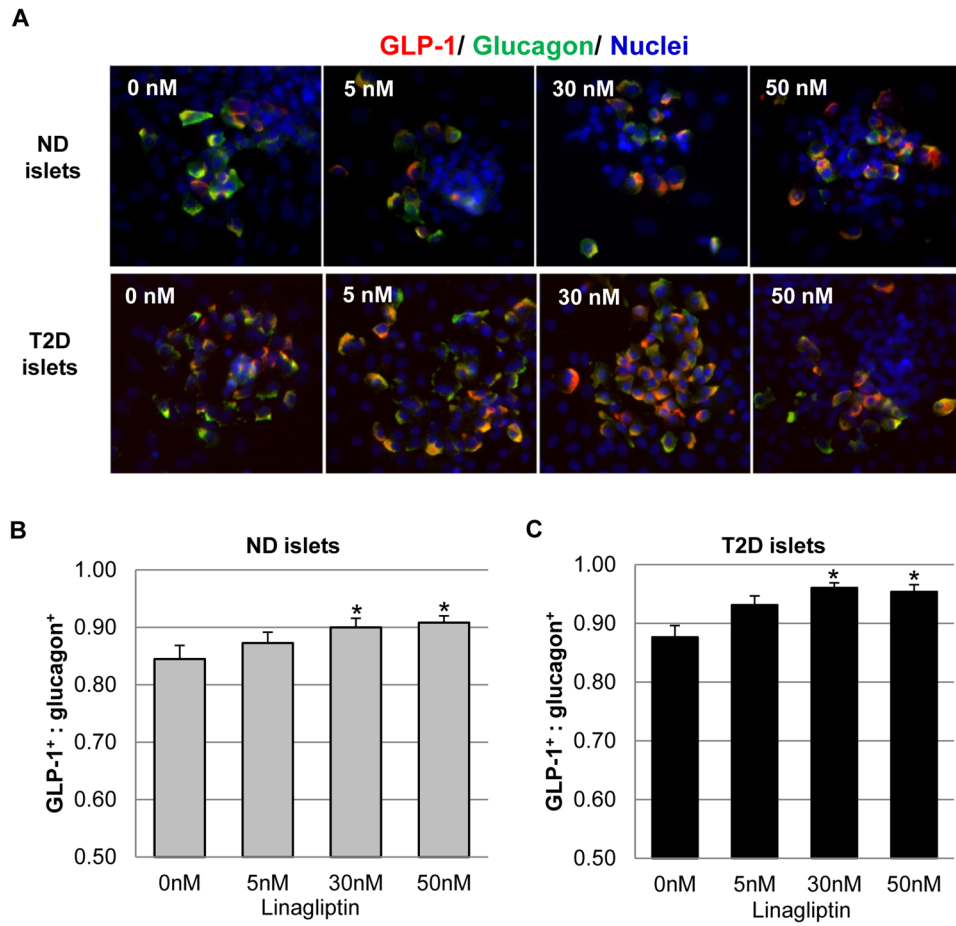 A
GLP-1/ Glucagon/ Nuclei
0 nM
5 nM
30 nM
50 nM
ND
islets
0 nM
5 nM
30 nM
50 nM
T2D
islets
B
ND islets
GLP-1⁺ : glucagon⁺
1.00
0.90
0.80
0.70
0.60
0.50
*
*
0nM
5nM
30nM
50nM
Linagliptin
C
T2D islets
GLP-1⁺ : glucagon⁺
1.00
0.90
0.80
0.70
0.60
0.50
*
*
0nM
5nM
30nM
50nM
Linagliptin